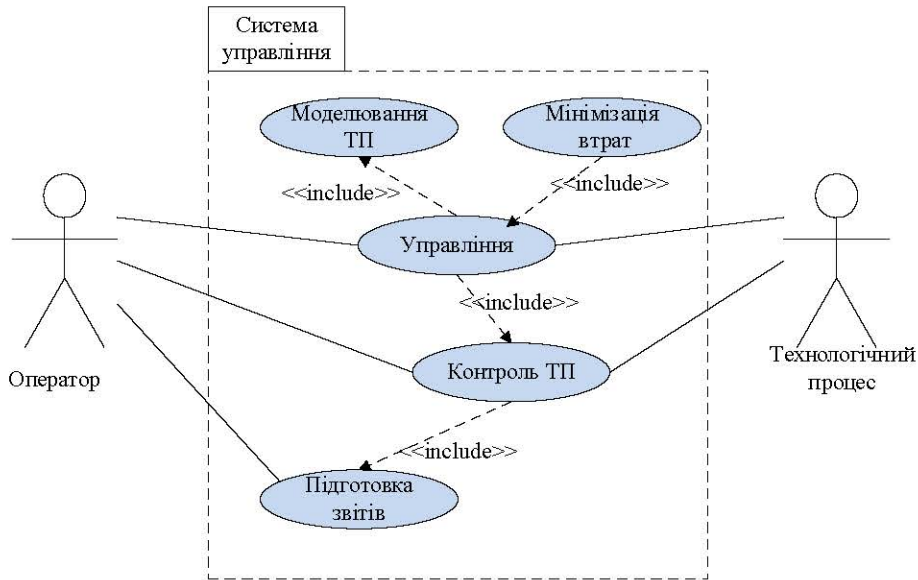 Система
управління
Моделювання
ТП
Мінімізація
втрат
<<include>>
<<include>>
Управління
<<include>>
Контроль ТП
Оператор
Технологічний
процес
<<include>>
Підготовка
звітів